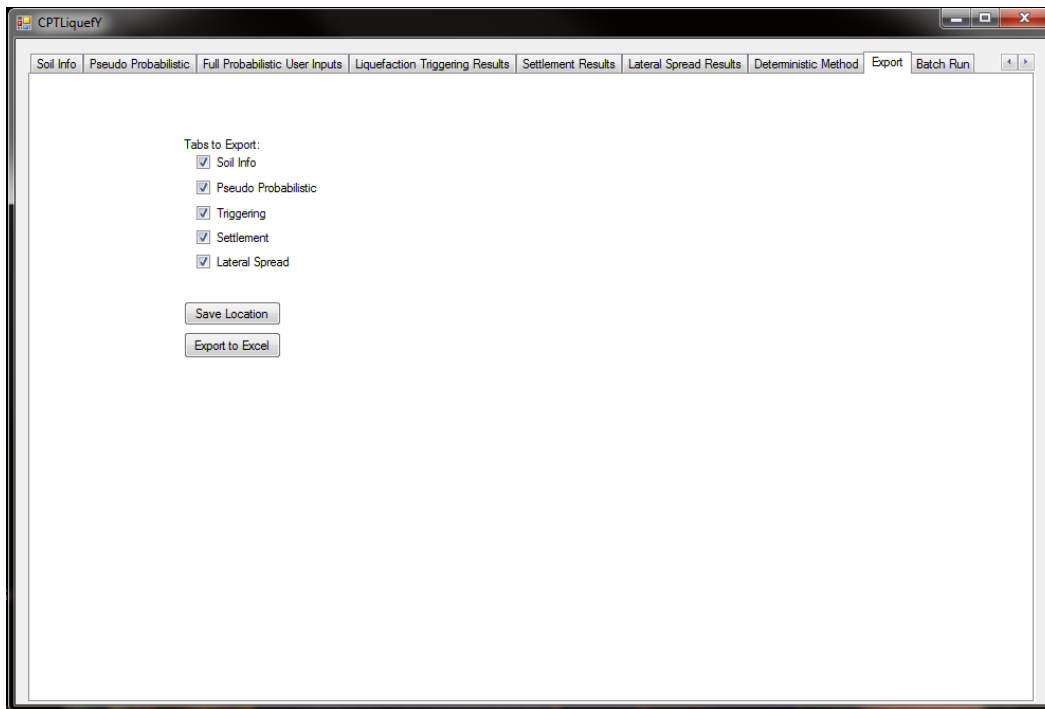 CPTLiquefY
Soil Info Pseudo Probabilistic Full Probabilistic User Inputs Liquefaction Triggering Results Settlement Results Lateral Spread Results Deterministic Method Export Batch Run
Tabs to Export:
Soil Info
Pseudo Probabilistic
Triggering
Settlement
Lateral Spread
Save Location
Export to Excel